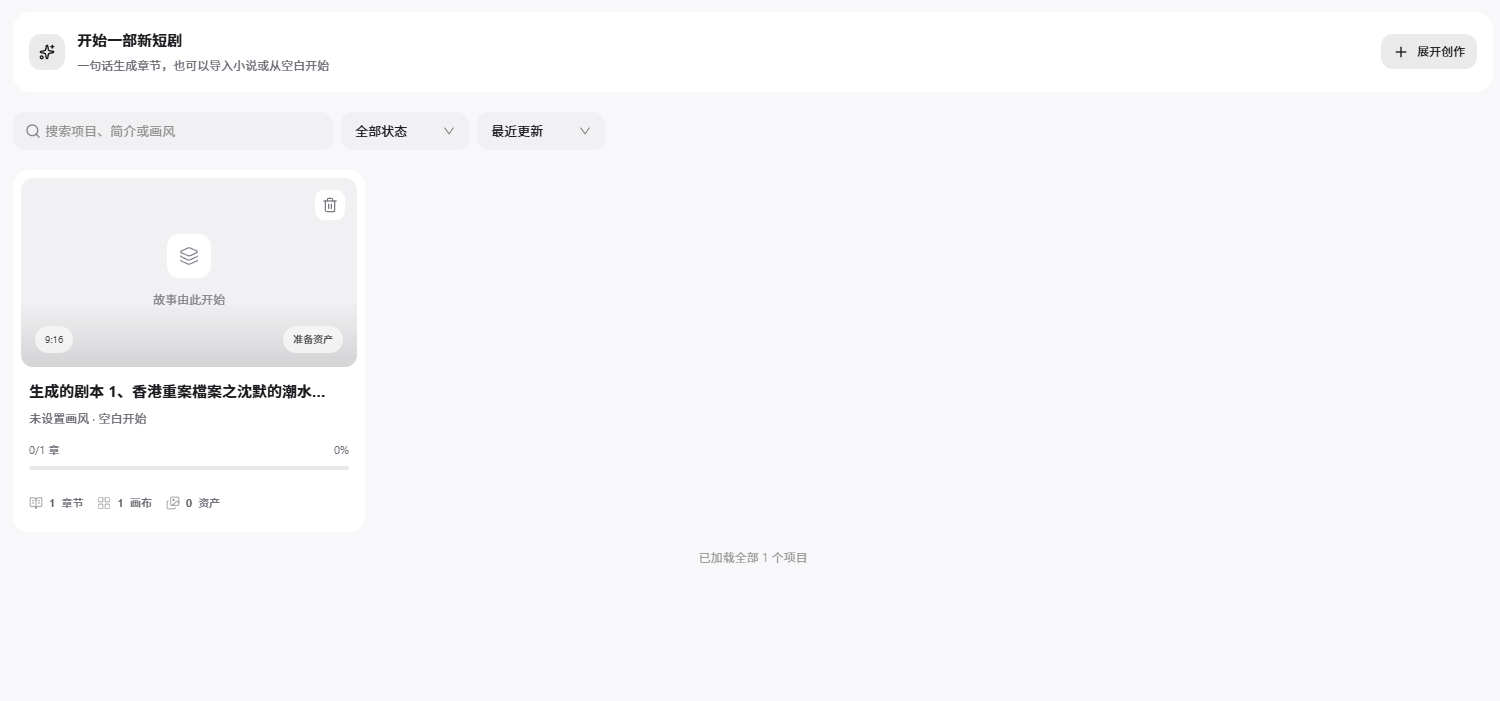 开始一部新短剧
一句话生成章节，也可以导入小说或从空白开始
展开创作
搜索项目、简介或画风
全部状态
最近更新
故事由此开始
9:16
准备资产
生成的剧本 1、香港重案檔案之沈默的潮水...
未设置画风 · 空白开始
0/1 章
0%
1 章节
1 画布
0 资产
已加载全部 1 个项目